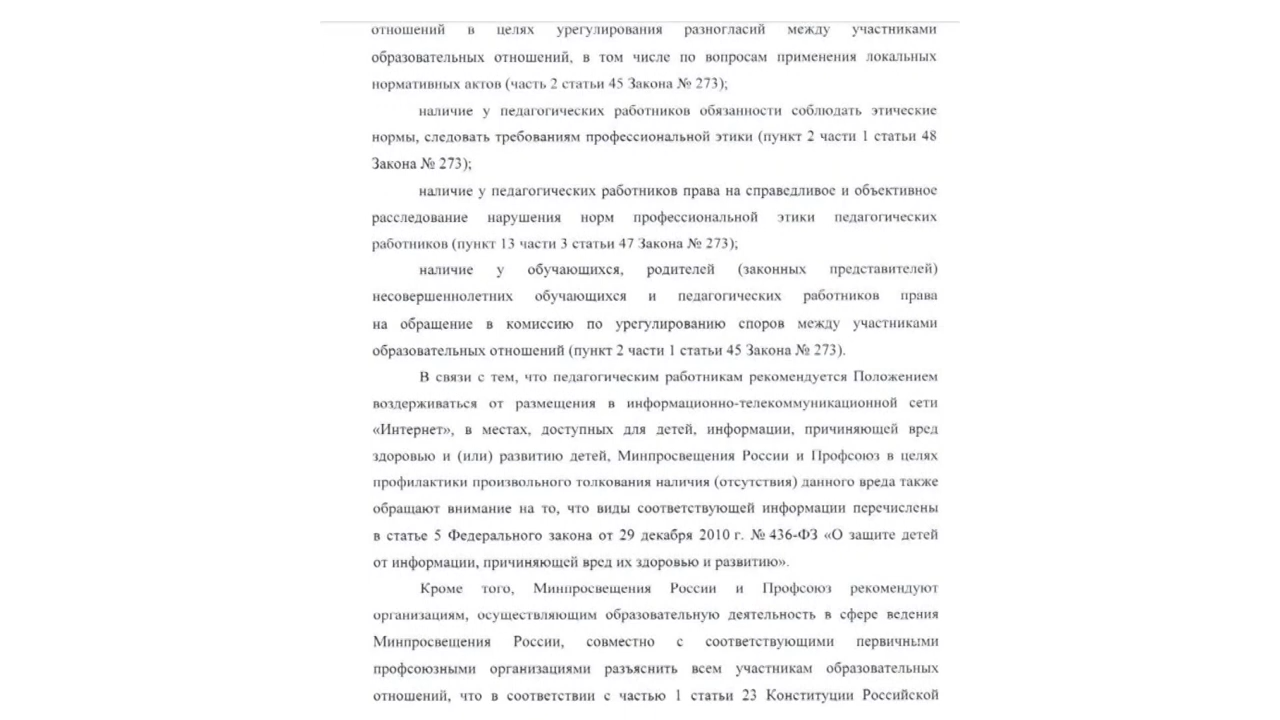 отношений в целях урегулирования разногласий между участниками
образовательных отношений, в том числе по вопросам применения локальных
нормативных актов (часть 2 статьи 45 Закона № 273);
наличие у педагогических работников обязанности соблюдать этические
нормы, следовать требованиям профессиональной этики (пункт 2 части 1 статьи 48
Закона № 273);
наличие у педагогических работников права на справедливое и объективное
расследование нарушения норм профессиональной этики педагогических
работников (пункт 13 части 3 статьи 47 Закона № 273);
наличие у обучающихся, родителей (законных представителей)
несовершеннолетних обучающихся и педагогических работников права
на обращение в комиссию по урегулированию споров между участниками
образовательных отношений (пункт 2 части 1 статьи 45 Закона № 273).
В связи с тем, что педагогическим работникам рекомендуется Положением
воздерживаться от размещения в информационно-телекоммуникационной сети
«Интернет», в местах, доступных для детей, информации, причиняющей вред
здоровью и (или) развитию детей, Минпросвещения России и Профсоюз в целях
профилактики произвольного толкования наличия (отсутствия) данного вреда также
обращают внимание на то, что виды соответствующей информации перечислены
в статье 5 Федерального закона от 29 декабря 2010 г. № 436-ФЗ «О защите детей
от информации, причиняющей вред их здоровью и развитию».
Кроме того, Минпросвещения России и Профсоюз рекомендуют
организациям, осуществляющим образовательную деятельность в сфере ведения
Минпросвещения России, совместно с соответствующими первичными
профсоюзными организациями разъяснить всем участникам образовательных
отношений, что в соответствии с частью 1 статьи 23 Конституции Российской